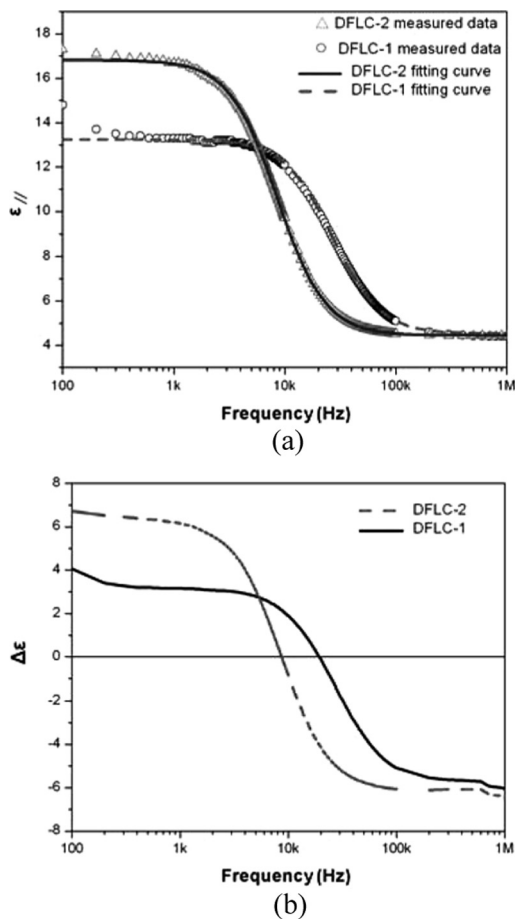 18
16
14
12
10
8
6
4
ε//
DFLC-2 measured data
DFLC-1 measured data
DFLC-2 fitting curve
DFLC-1 fitting curve
100 1k 10k 100k 1M
Frequency (Hz)
(a)
8
6
4
2
0
-2
-4
-6
-8
Δε
DFLC-2
DFLC-1
100 1k 10k 100k 1M
Frequency (Hz)
(b)